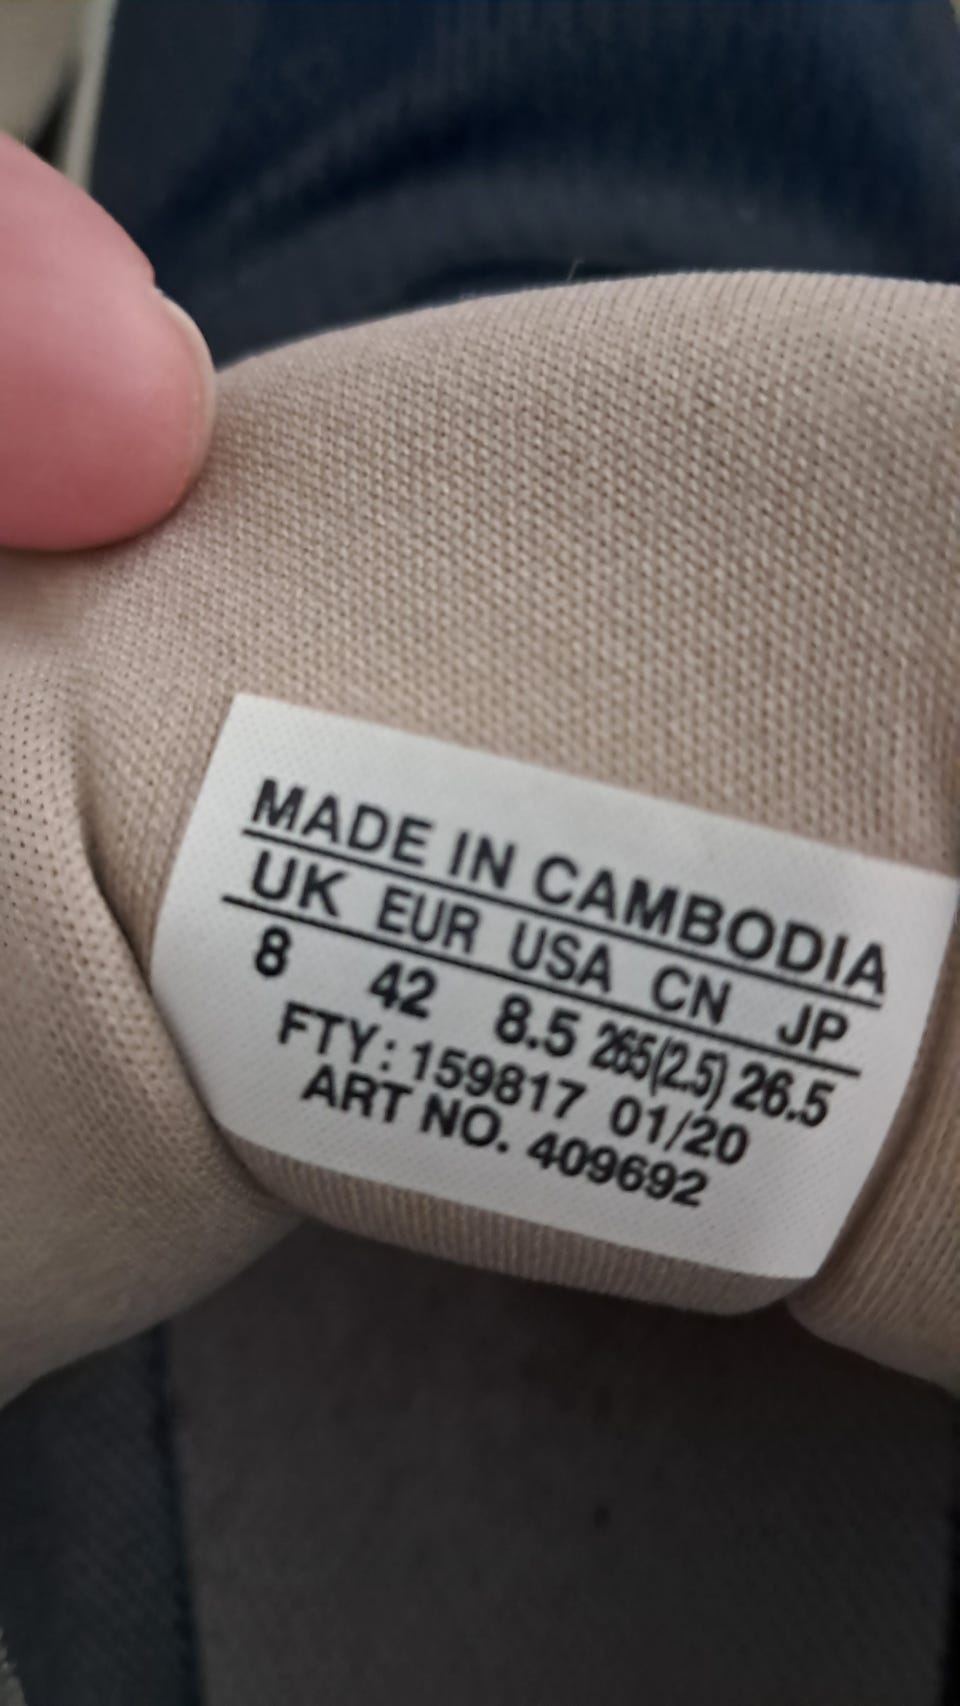 MADE IN CAMBODIA
UK EUR USA CN JP
8 42 8.5 265(2.5) 26.5
FTY: 159817 01/20
ART NO. 409692